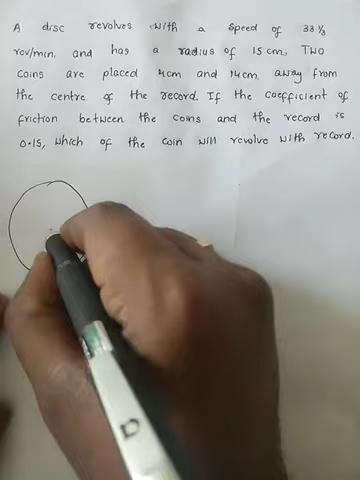 A disc revolves with a speed of 33 1/3
rev/min. and has a radius of 15 cm. Two
coins are placed 4cm and 14cm away from
the centre of the record. If the coefficient of
friction between the coins and the record is
0.15, which of the coin will revolve with record.